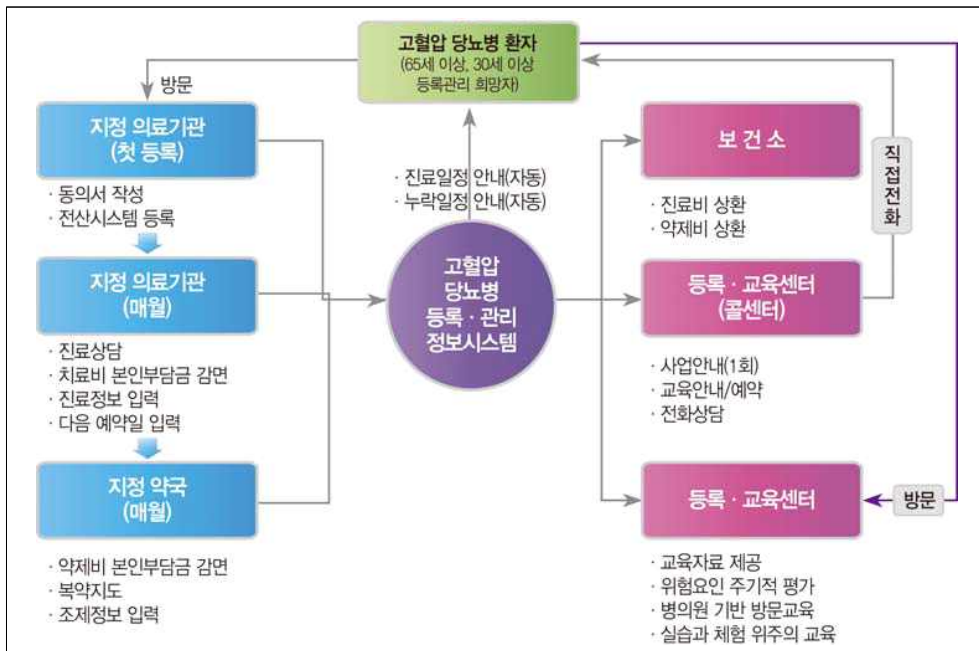 고혈압 당뇨병 환자
(65세 이상, 30세 이상
등록관리 희망자)
방문
지정 의료기관
(첫 등록)
· 동의서 작성
· 전산시스템 등록
지정 의료기관
(매월)
· 진료상담
· 치료비 본인부담금 감면
· 진료정보 입력
· 다음 예약일 입력
지정 약국
(매월)
· 약제비 본인부담금 감면
· 복약지도
· 조제정보 입력
· 진료일정 안내(자동)
· 누락일정 안내(자동)
고혈압
당뇨병
등록 · 관리
정보시스템
보 건 소
· 진료비 상환
· 약제비 상환
직접전화
등록 · 교육센터
(콜센터)
· 사업안내(1회)
· 교육안내/예약
· 전화상담
등록 · 교육센터
방문
· 교육자료 제공
· 위험요인 주기적 평가
· 병의원 기반 방문교육
· 실습과 체험 위주의 교육